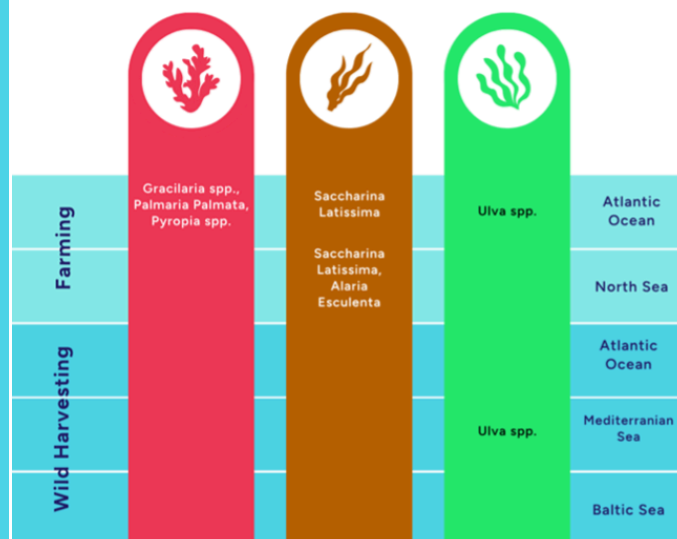 Farming
Wild Harvesting
Gracilaria spp.,
Palmaria Palmata,
Pyropia spp.
Saccharina
Latissima
Ulva spp.
Atlantic
Ocean
Saccharina
Latissima,
Alaria
Esculenta
North Sea
Atlantic
Ocean
Ulva spp.
Mediterranian
Sea
Baltic Sea